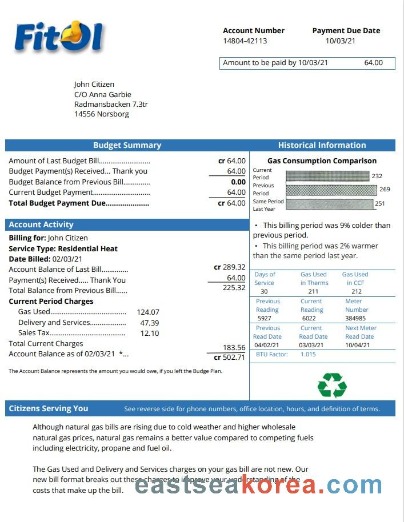 FitOl
Account Number
Payment Due Date
14804-42113
10/03/21
Amount to be paid by 10/03/21 64.00
John Citizen
C/O Anna Garbie
Radmansbacken 7.3tr
14556 Norsborg
Budget Summary
Amount of Last Budget Bill........................... cr 64.00
Budget Payment(s) Received... Thank you 64.00
Budget Balance from Previous Bill............ 0.00
Current Budget Payment......................... cr 64.00
Total Budget Payment Due.................... cr 64.00
Historical Information
Gas Consumption Comparison
Current Period 232
Previous Period 269
Same Period Last Year 251
• This billing period was 9% colder than
previous period.
• This billing period was 2% warmer
than the same period last year.
Account Activity
Billing for: John Citizen
Service Type: Residential Heat
Date Billed: 02/03/21
Account Balance of Last Bill............... cr 289.32
Payment(s) Received..... Thank You 64.00
Total Balance from Previous Bill...... 225.32
Current Period Charges
Gas Used................................. 124.07
Delivery and Services................. 47.39
Sales Tax................................ 12.10
Total Current Charges 183.56
Account Balance as of 02/03/21 *... cr 502.71
Days of Service 30
Gas Used in Therms 211
Gas Used in CCF 212
Previous Reading 5927
Current Reading 6022
Meter Number 384985
Previous Read Date 04/02/21
Current Read Date 03/03/21
Next Meter Read Date 10/04/21
BTU Factor: 1.015
The Account Balance represents the amount you would owe, if you left the Budge Plan.
Citizens Serving You See reverse side for phone numbers, office location, hours, and definition of terms.
Although natural gas bills are rising due to cold weather and higher wholesale
natural gas prices, natural gas remains a better value compared to competing fuels
including electricity, propane and fuel oil.
The Gas Used and Delivery and Services charges on your gas bill are not new. Our
new bill format breaks out these charges to improve your understanding of the
costs that make up the bill.
eastseakorea.com